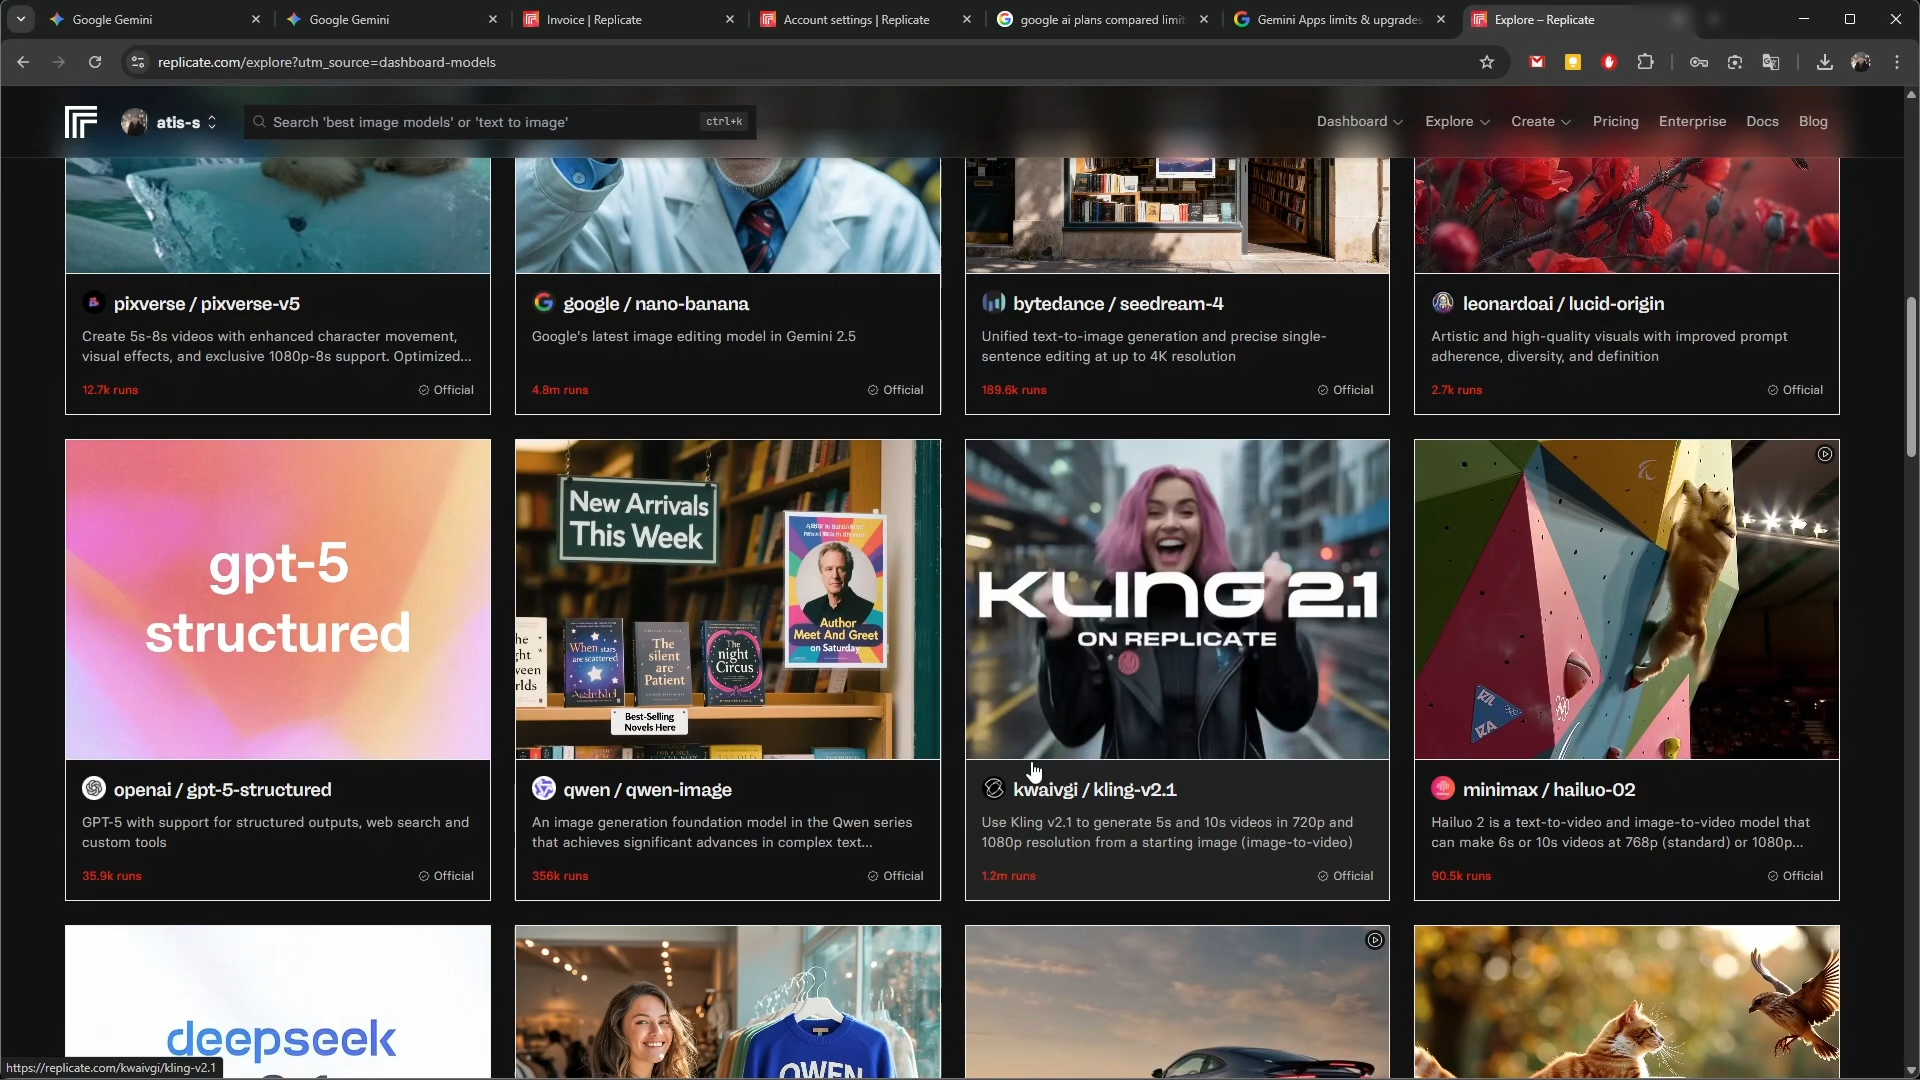 Google Gemini
Google Gemini
Invoice | Replicate
Account settings | Replicate
google ai plans compared limit
Gemini Apps limits & upgrades
Explore – Replicate
replicate.com/explore?utm_source=dashboard-models
atis-s
Search 'best image models' or 'text to image'
ctrl+k
Dashboard
Explore
Create
Pricing
Enterprise
Docs
Blog
pixverse / pixverse-v5
Create 5s-8s videos with enhanced character movement,
visual effects, and exclusive 1080p-8s support. Optimized...
12.7k runs
Official
google / nano-banana
Google's latest image editing model in Gemini 2.5
4.8m runs
Official
bytedance / seedream-4
Unified text-to-image generation and precise single-
sentence editing at up to 4K resolution
189.6k runs
Official
leonardoai / lucid-origin
Artistic and high-quality visuals with improved prompt
adherence, diversity, and definition
2.7k runs
Official
gpt-5
structured
openai / gpt-5-structured
GPT-5 with support for structured outputs, web search and
custom tools
35.9k runs
Official
New Arrivals
This Week
Author
Meet And Greet
on Saturday
When stars
are scattered
The
silent
are
Patient
The
night
Circus
Best-Selling
Novels Here
qwen / qwen-image
An image generation foundation model in the Qwen series
that achieves significant advances in complex text...
356k runs
Official
KLING 2.1
ON REPLICATE
kwaivgi / kling-v2.1
Use Kling v2.1 to generate 5s and 10s videos in 720p and
1080p resolution from a starting image (image-to-video)
1.2m runs
Official
minimax / hailuo-02
Hailuo 2 is a text-to-video and image-to-video model that
can make 6s or 10s videos at 768p (standard) or 1080p...
90.5k runs
Official
deepseek
QWEN
https://replicate.com/kwaivgi/kling-v2.1